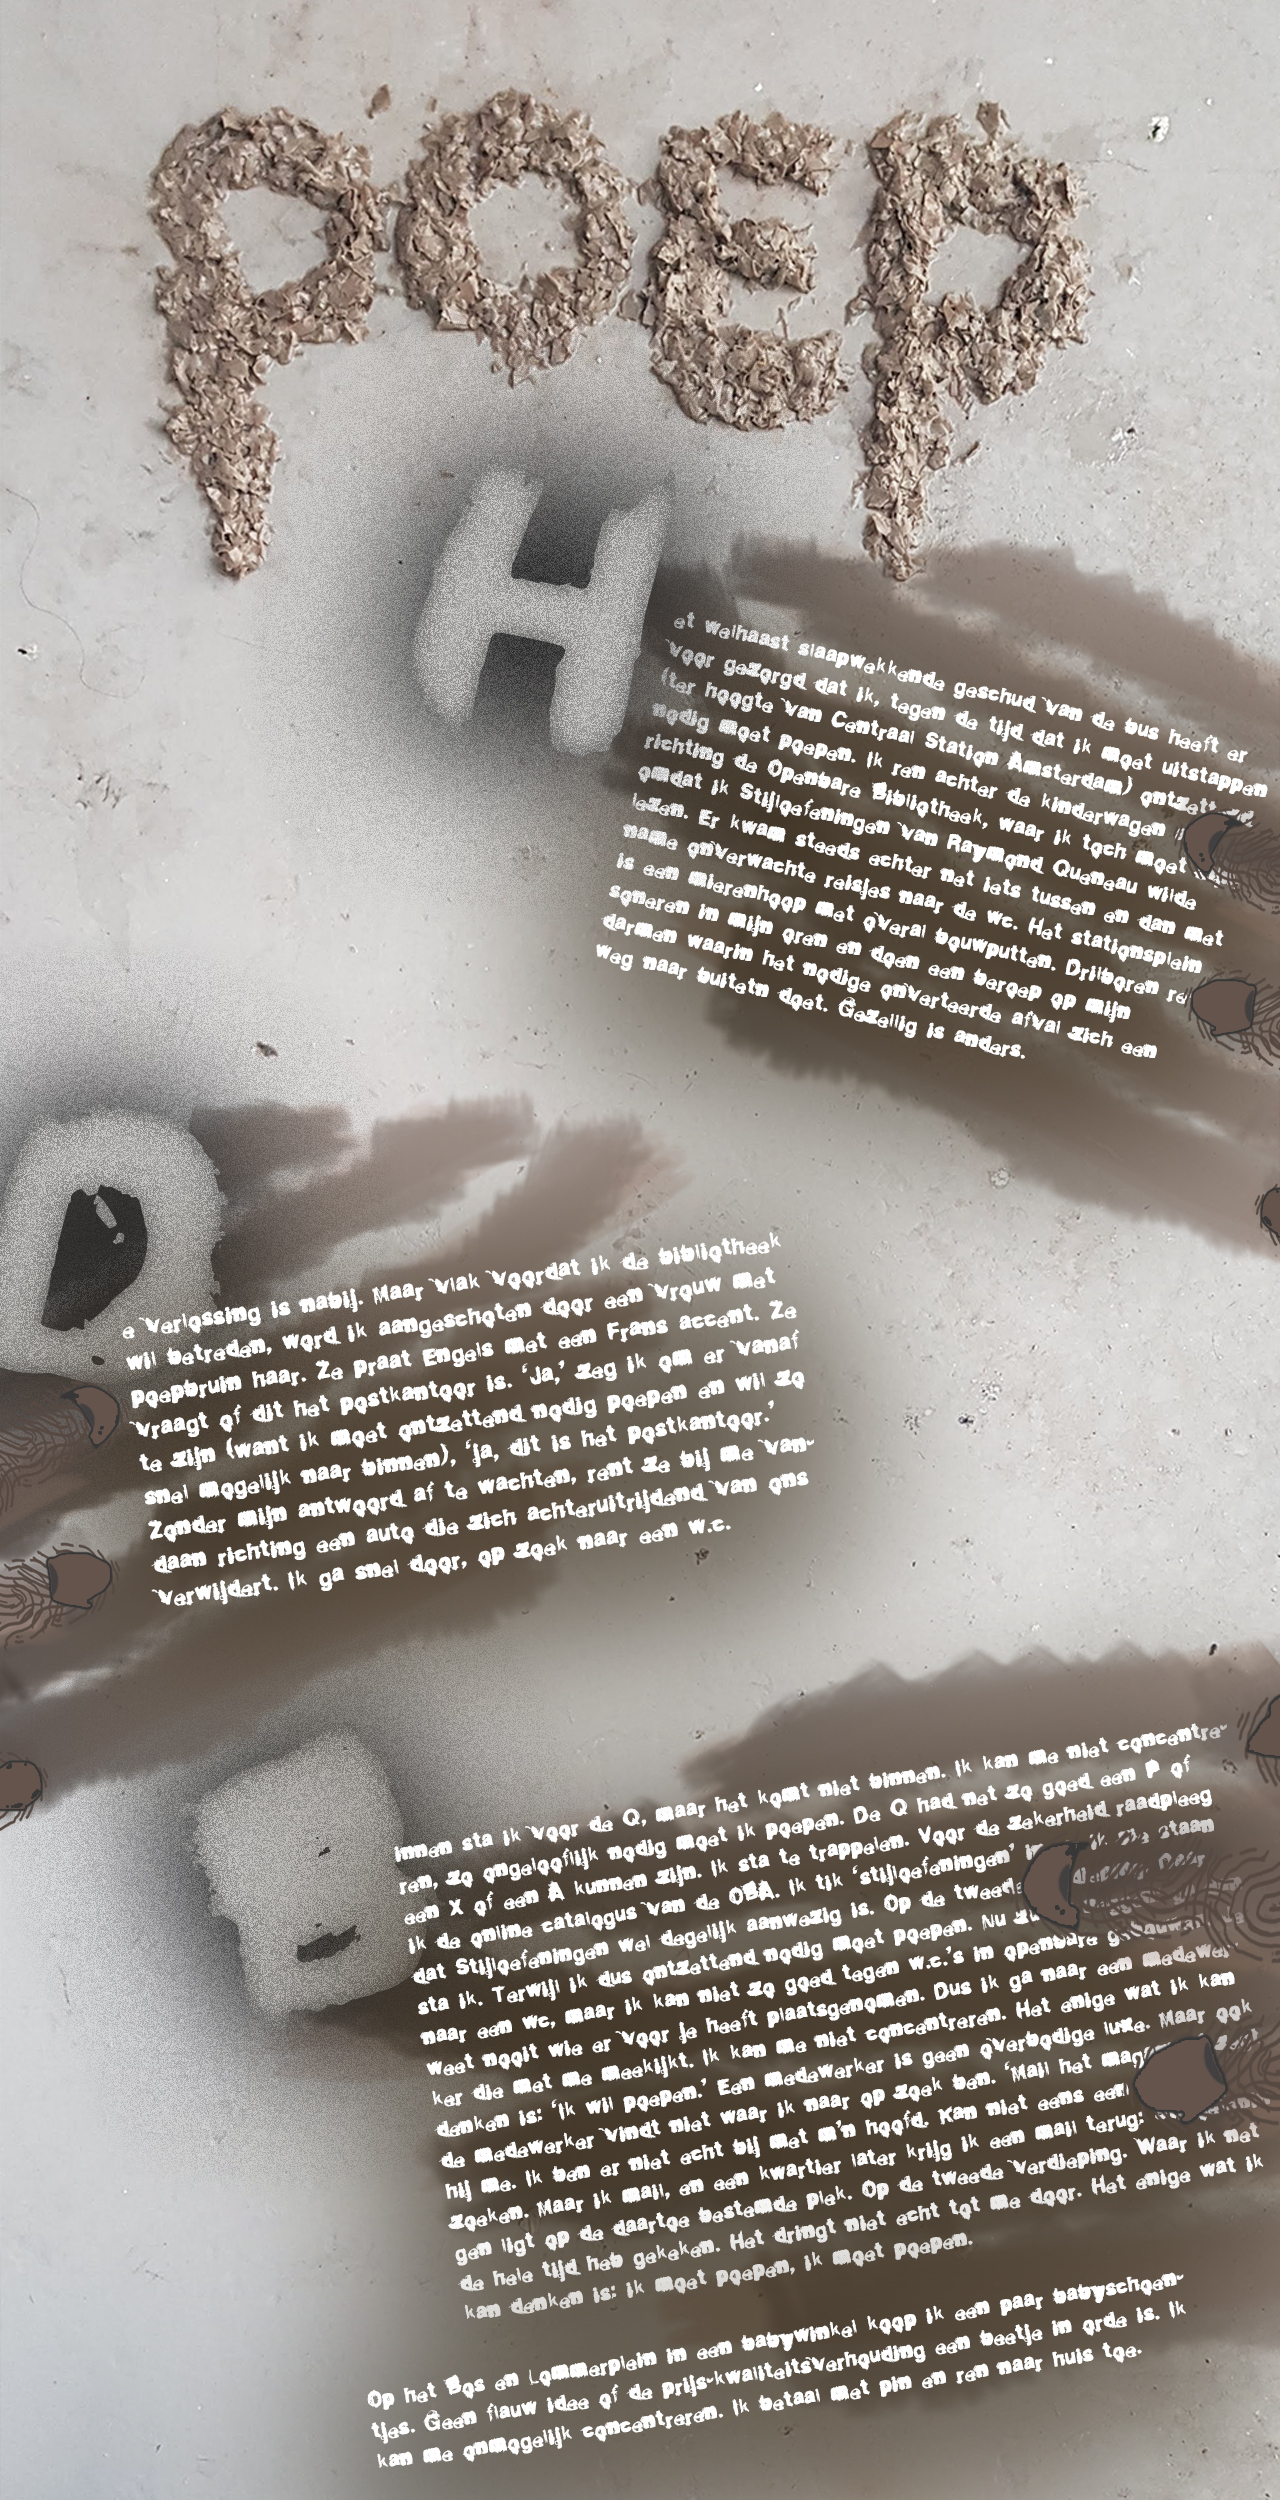 POEP
Het welhaast slaapwekkende geschud van de bus heeft er
voor gezorgd dat ik, tegen de tijd dat ik moet uitstappen
(ter hoogte van Centraal Station Amsterdam) ontzettend
nodig moet poepen. Ik ren achter de kinderwagen
richting de Openbare Bibliotheek, waar ik toch moet
omdat ik Stijloefeningen van Raymond Queneau wilde
lezen. Er kwam steeds echter net iets tussen en dan met
name onverwachte reisjes naar de wc. Het stationsplein
is een mierenhoop met overal bouwputten. Drilboren re
soneren in mijn oren en doen een beroep op mijn
darmen waarin het nodige onverteerde afval zich een
weg naar buitetn doet. Gezellig is anders.
De verlossing is nabij. Maar vlak voordat ik de bibliotheek
wil betreden, word ik aangeschoten door een vrouw met
poepbruin haar. Ze praat Engels met een Frans accent. Ze
vraagt of dit het postkantoor is. ‘Ja,’ zeg ik om er vanaf
te zijn (want ik moet ontzettend nodig poepen en wil zo
snel mogelijk naar binnen), ‘ja, dit is het postkantoor.’
Zonder mijn antwoord af te wachten, rent ze bij me van-
daan richting een auto die zich achteruitrijdend van ons
verwijdert. Ik ga snel door, op zoek naar een w.c.
Binnen sta ik voor de Q, maar het komt niet binnen. Ik kan me niet concentre-
ren, zo ongelooflijk nodig moet ik poepen. De Q had net zo goed een P of
een X of een A kunnen zijn. Ik sta te trappelen. Voor de zekerheid raadpleeg
ik de online catalogus van de OBA. Ik tik ‘stijloefeningen’ in ik zie staan
dat Stijloefeningen wel degelijk aanwezig is. Op de tweede Daar
sta ik. Terwijl ik dus ontzettend nodig moet poepen. Nu
naar een wc, maar ik kan niet zo goed tegen w.c.’s in openbare gebouwen. Je
weet nooit wie er voor je heeft plaatsgenomen. Dus ik ga naar een medewer-
ker die met me meekijkt. Ik kan me niet concentreren. Het enige wat ik kan
denken is: ‘Ik wil poepen.’ Een medewerker is geen overbodige luxe. Maar ook
de medewerker vindt niet waar ik naar op zoek ben. ‘Mail het
hij me. Ik ben er niet echt bij met m’n hoofd. Kan niet eens een
zoeken. Maar ik mail, en een kwartier later krijg ik een mail terug:
gen ligt op de daartoe bestemde plek. Op de tweede verdieping. Waar ik net
de hele tijd heb gekeken. Het dringt niet echt tot me door. Het enige wat ik
kan denken is: ik moet poepen, ik moet poepen.
Op het Bos en Lommerplein in een babywinkel koop ik een paar babyschoen-
tjes. Geen flauw idee of de prijs-kwaliteitsverhouding een beetje in orde is. Ik
kan me onmogelijk concentreren. Ik betaal met pin en ren naar huis toe.